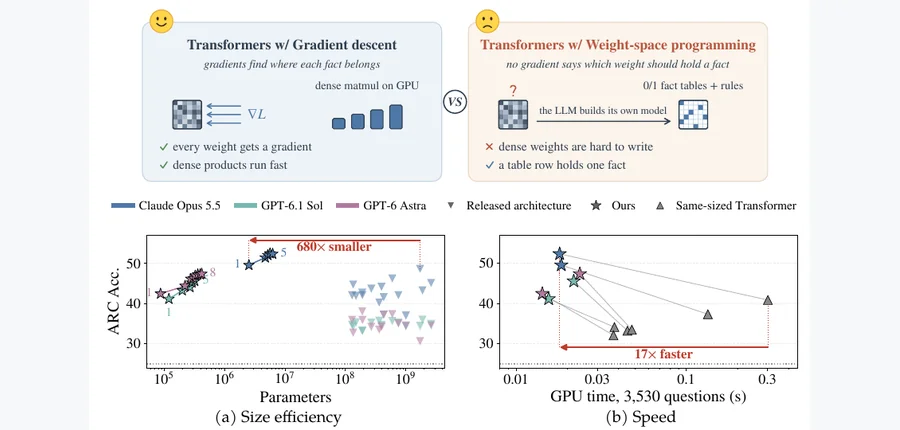 Transformers w/ Gradient descent
gradients find where each fact belongs
dense matmul on GPU
∇L
✓ every weight gets a gradient
✓ dense products run fast
VS
Transformers w/ Weight-space programming
no gradient says which weight should hold a fact
0/1 fact tables + rules
?
the LLM builds its own model
✕ dense weights are hard to write
✓ a table row holds one fact
Claude Opus 5.5 GPT-6.1 Sol GPT-6 Astra Released architecture Ours Same-sized Transformer
ARC Acc.
50
40
30
680× smaller
1 5
1 8
1
10⁵ 10⁶ 10⁷ 10⁸ 10⁹
Parameters
(a) Size efficiency
50
40
30
17× faster
0.01 0.03 0.1 0.3
GPU time, 3,530 questions (s)
(b) Speed